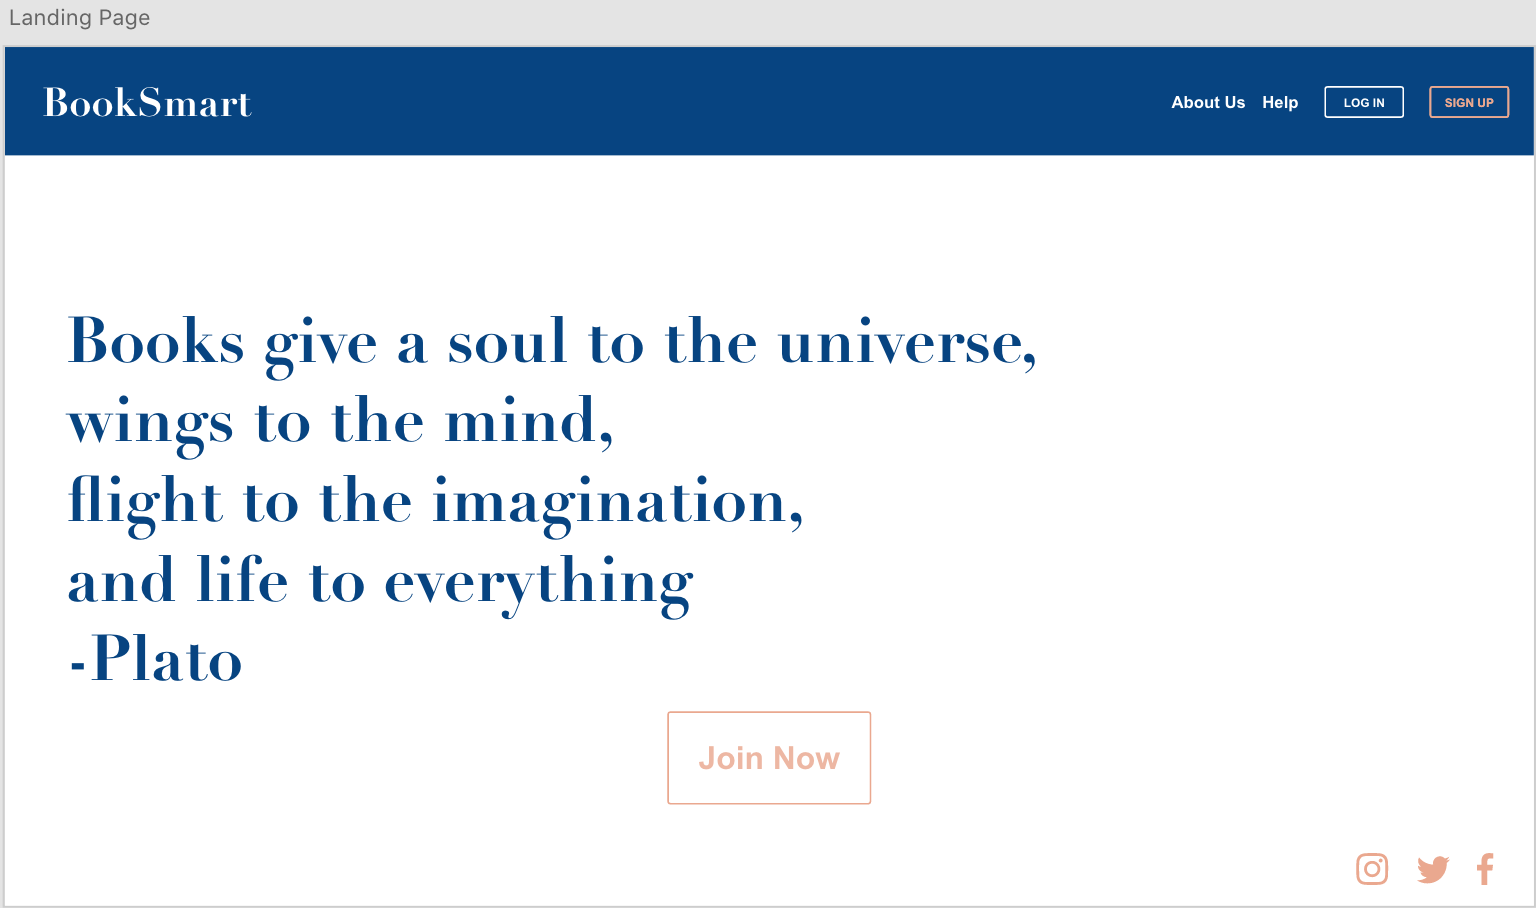 Landing Page
BookSmart
About Us Help LOG IN SIGN UP
Books give a soul to the universe,
wings to the mind,
flight to the imagination,
and life to everything
-Plato
Join Now